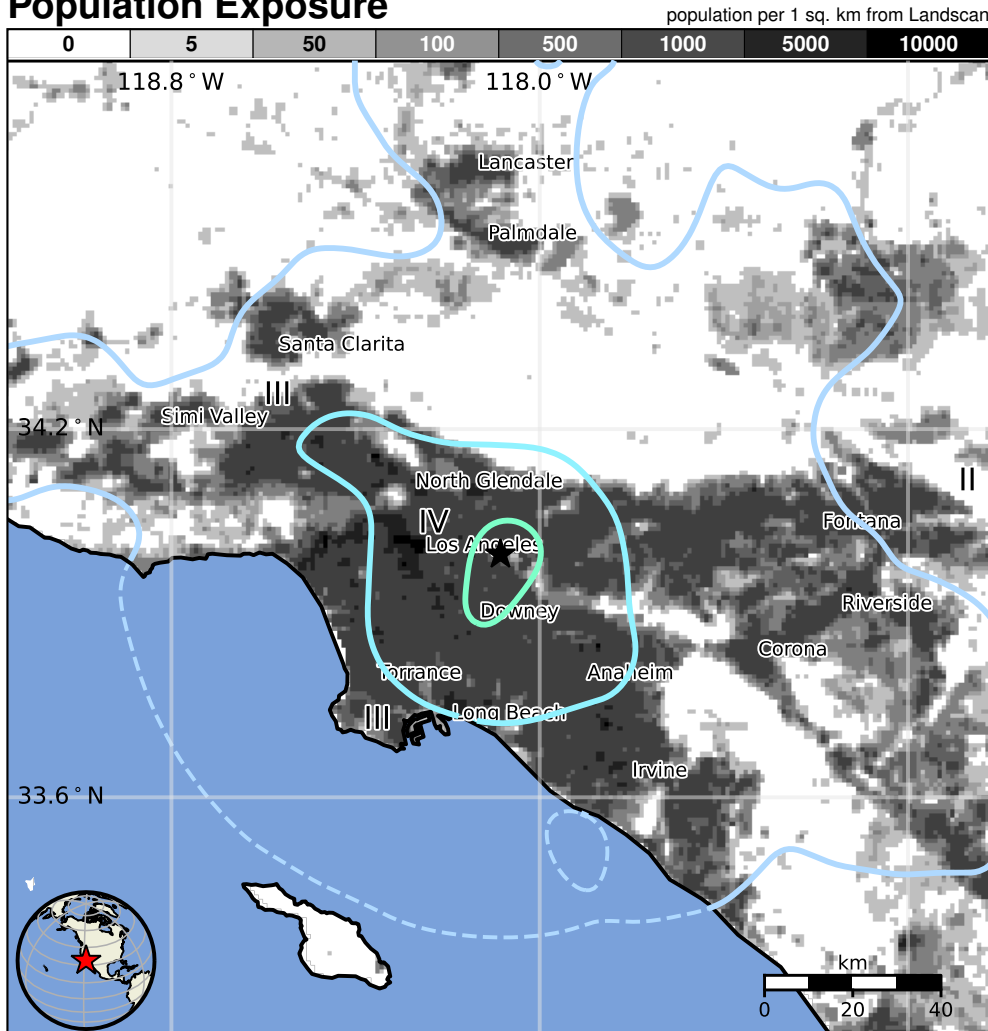 Population Exposure
population per 1 sq. km from Landscan
0 5 50 100 500 1000 5000 10000
118.8°W 118.0°W
Lancaster
Palmdale
Santa Clarita
III
Simi Valley
34.2°N
North Glendale
II
IV
Fontana
Los Angeles
Riverside
Downey
Corona
Torrance
Anaheim
Long Beach
III
Irvine
33.6°N
km
0 20 40